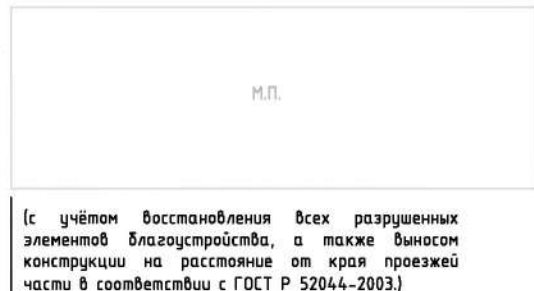 М.П.
(с учётом восстановления всех разрушенных
элементов благоустройства, а также выносом
конструкции на расстояние от края проезжей
части в соответствии с ГОСТ Р 52044-2003.)